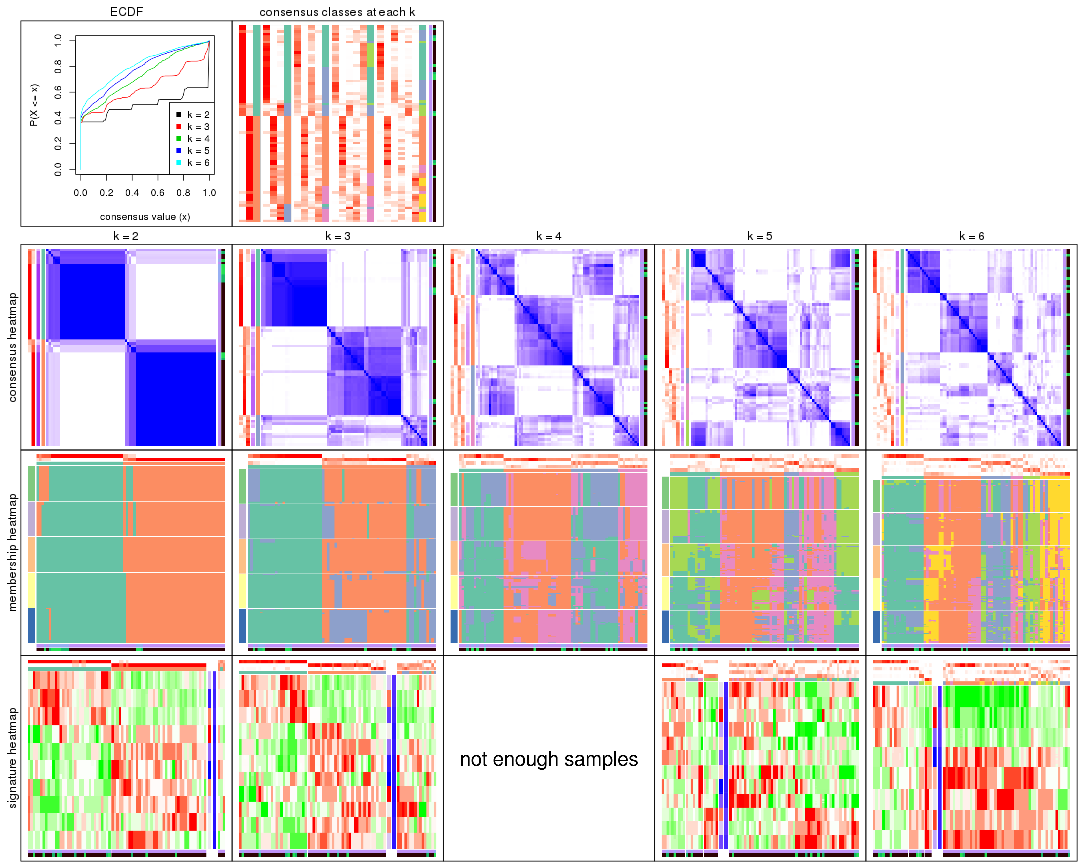 ECDF
consensus classes at each k
P(X <= x)
0.0
0.2
0.4
0.6
0.8
1.0
k = 2
k = 3
k = 4
k = 5
k = 6
0.0 0.2 0.4 0.6 0.8 1.0
consensus value (x)
k = 2
k = 3
k = 4
k = 5
k = 6
consensus heatmap
membership heatmap
signature heatmap
not enough samples